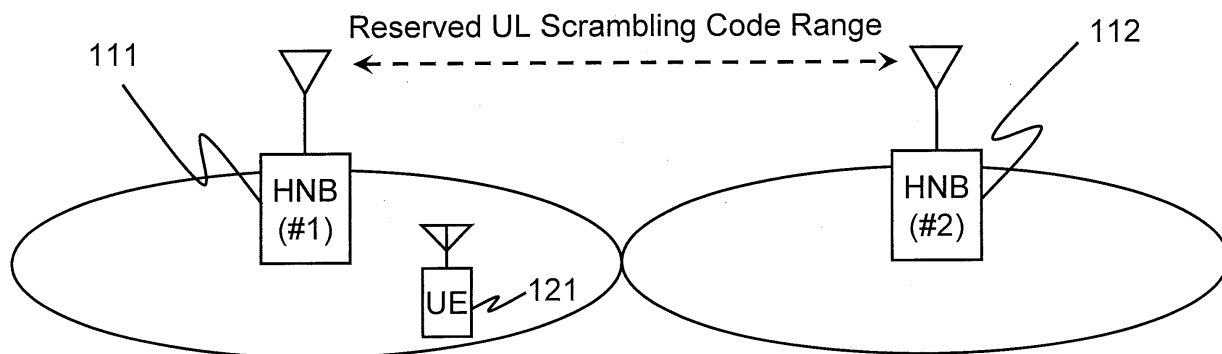 Reserved UL Scrambling Code Range
111
112
HNB
(#1)
HNB
(#2)
UE
121